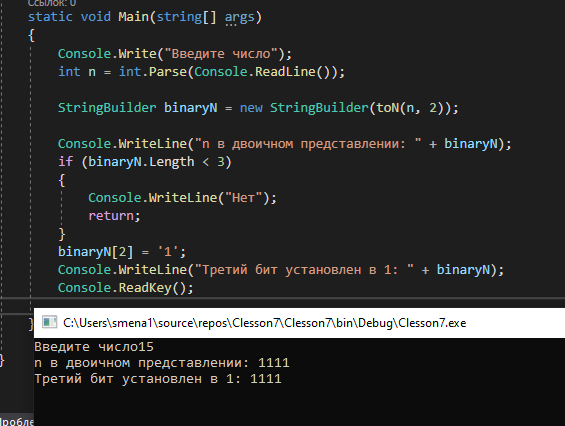 Ссылок: 0
static void Main(string[] args)
{
Console.Write("Введите число");
int n = int.Parse(Console.ReadLine());
StringBuilder binaryN = new StringBuilder(toN(n, 2));
Console.WriteLine("n в двоичном представлении: " + binaryN);
if (binaryN.Length < 3)
{
Console.WriteLine("Нет");
return;
}
binaryN[2] = '1';
Console.WriteLine("Третий бит установлен в 1: " + binaryN);
Console.ReadKey();
}
C:\Users\smena1\source\repos\Clesson7\Clesson7\bin\Debug\Clesson7.exe
Введите число15
n в двоичном представлении: 1111
Третий бит установлен в 1: 1111
}